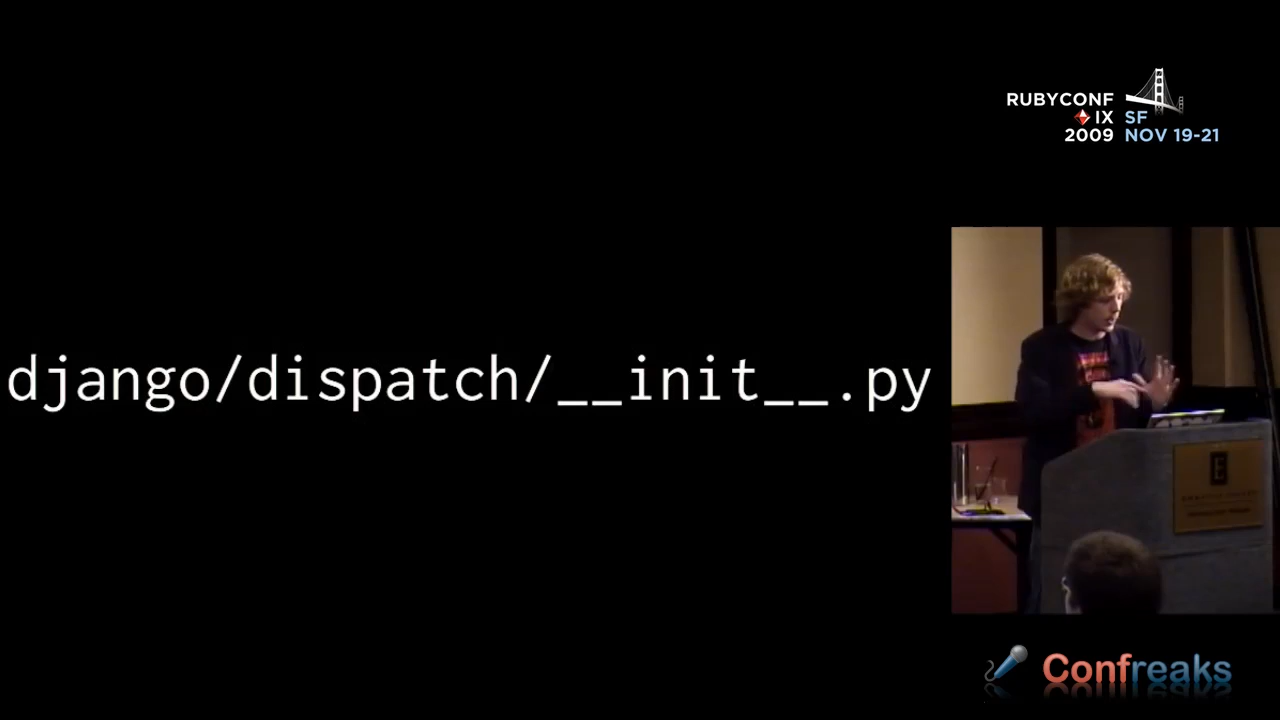 RUBYCONF
IX SF
2009 NOV 19-21
django/dispatch/__init__.py
E
Confreaks